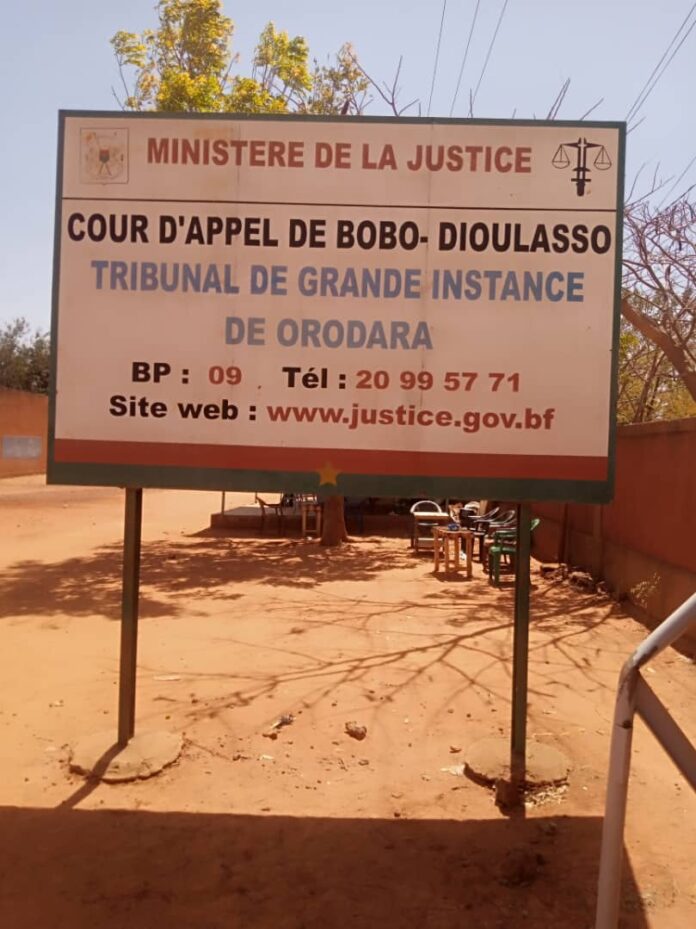 MINISTERE DE LA JUSTICE
COUR D'APPEL DE BOBO- DIOULASSO
TRIBUNAL DE GRANDE INSTANCE
DE ORODARA
BP : 09 Tél : 20 99 57 71
Site web : www.justice.gov.bf